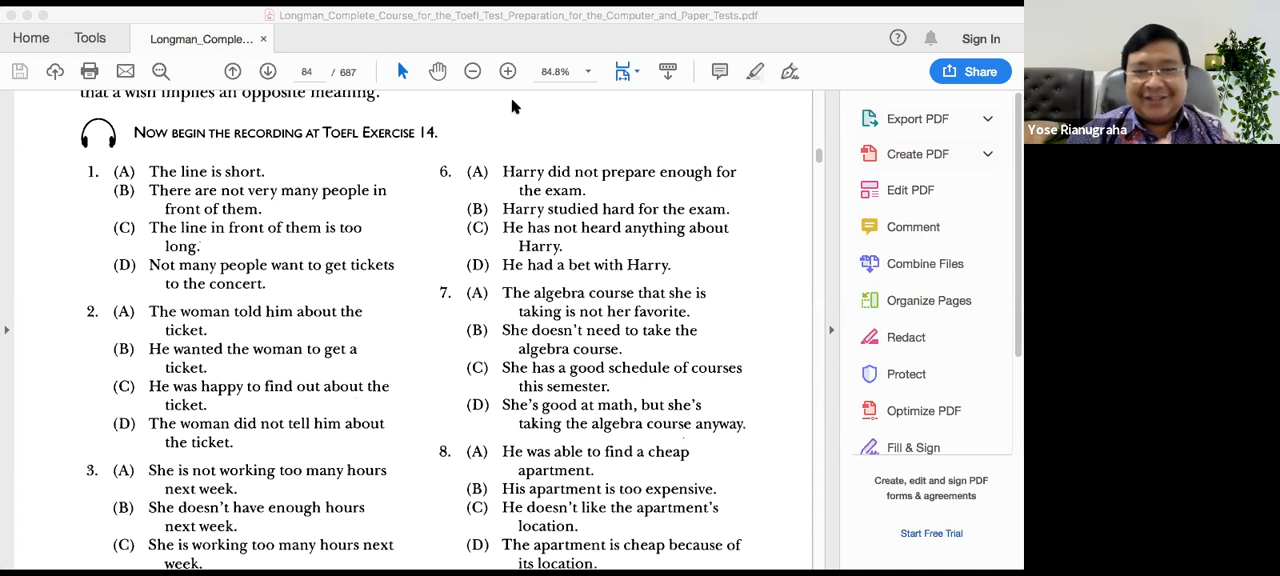 Longman_Complete_Course_for_the_Toefl_Test_Preparation_for_the_Computer_and_Paper_Tests.pdf
Home
Tools
Longman_Comple... ×
Sign In
84 / 687
84.8%
Share
that a wish implies an opposite meaning.
NOW BEGIN THE RECORDING AT TOEFL EXERCISE 14.
1. (A) The line is short.
(B) There are not very many people in
front of them.
(C) The line in front of them is too
long.
(D) Not many people want to get tickets
to the concert.
2. (A) The woman told him about the
ticket.
(B) He wanted the woman to get a
ticket.
(C) He was happy to find out about the
ticket.
(D) The woman did not tell him about
the ticket.
3. (A) She is not working too many hours
next week.
(B) She doesn't have enough hours
next week.
(C) She is working too many hours next
week.
6. (A) Harry did not prepare enough for
the exam.
(B) Harry studied hard for the exam.
(C) He has not heard anything about
Harry.
(D) He had a bet with Harry.
7. (A) The algebra course that she is
taking is not her favorite.
(B) She doesn't need to take the
algebra course.
(C) She has a good schedule of courses
this semester.
(D) She's good at math, but she's
taking the algebra course anyway.
8. (A) He was able to find a cheap
apartment.
(B) His apartment is too expensive.
(C) He doesn't like the apartment's
location.
(D) The apartment is cheap because of
its location.
Export PDF
Create PDF
Edit PDF
Comment
Combine Files
Organize Pages
Redact
Protect
Optimize PDF
Fill & Sign
Create, edit and sign PDF
forms & agreements
Start Free Trial
Yose Rianugraha